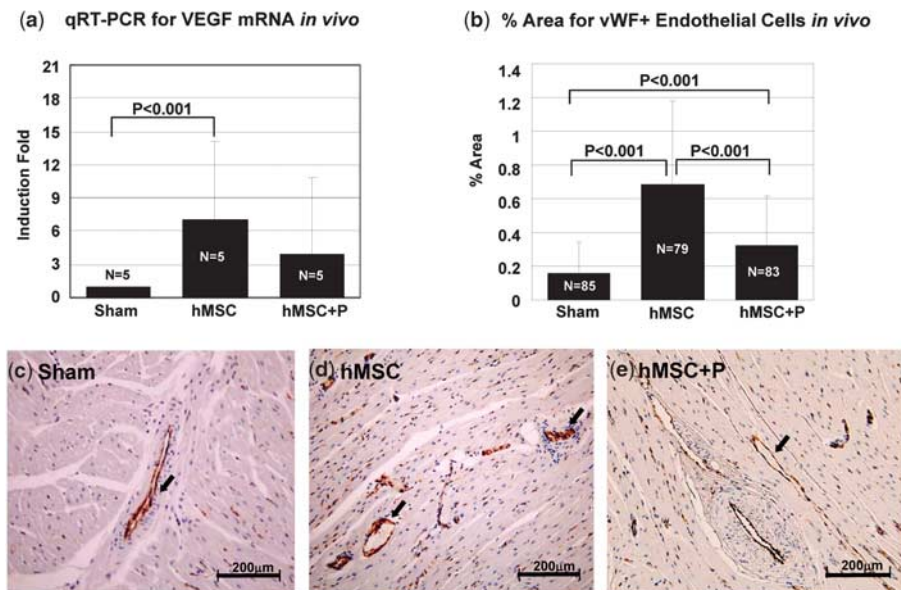 (a) qRT-PCR for VEGF mRNA in vivo
21
18
15
12
9
6
3
0
Induction Fold
P<0.001
N=5
N=5
N=5
Sham
hMSC
hMSC+P
(b) % Area for vWF+ Endothelial Cells in vivo
1.4
1.2
1
0.8
0.6
0.4
0.2
0
% Area
P<0.001
P<0.001
P<0.001
N=85
N=79
N=83
Sham
hMSC
hMSC+P
(c) Sham
200µm
(d) hMSC
200µm
(e) hMSC+P
200µm